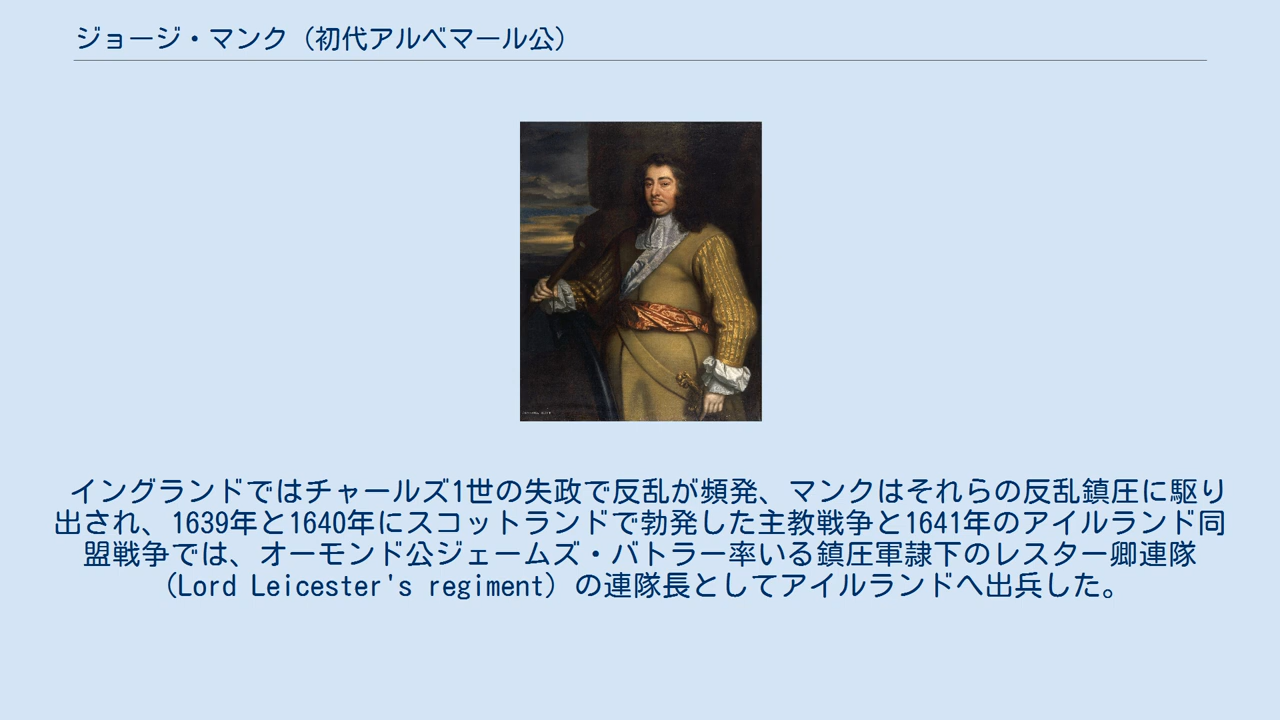 ジョージ・マンク（初代アルベマール公）
イングランドではチャールズ1世の失政で反乱が頻発、マンクはそれらの反乱鎮圧に駆り
出され、1639年と1640年にスコットランドで勃発した主教戦争と1641年のアイルランド同
盟戦争では、オーモンド公ジェームズ・バトラー率いる鎮圧軍隷下のレスター卿連隊
（Lord Leicester's regiment）の連隊長としてアイルランドへ出兵した。